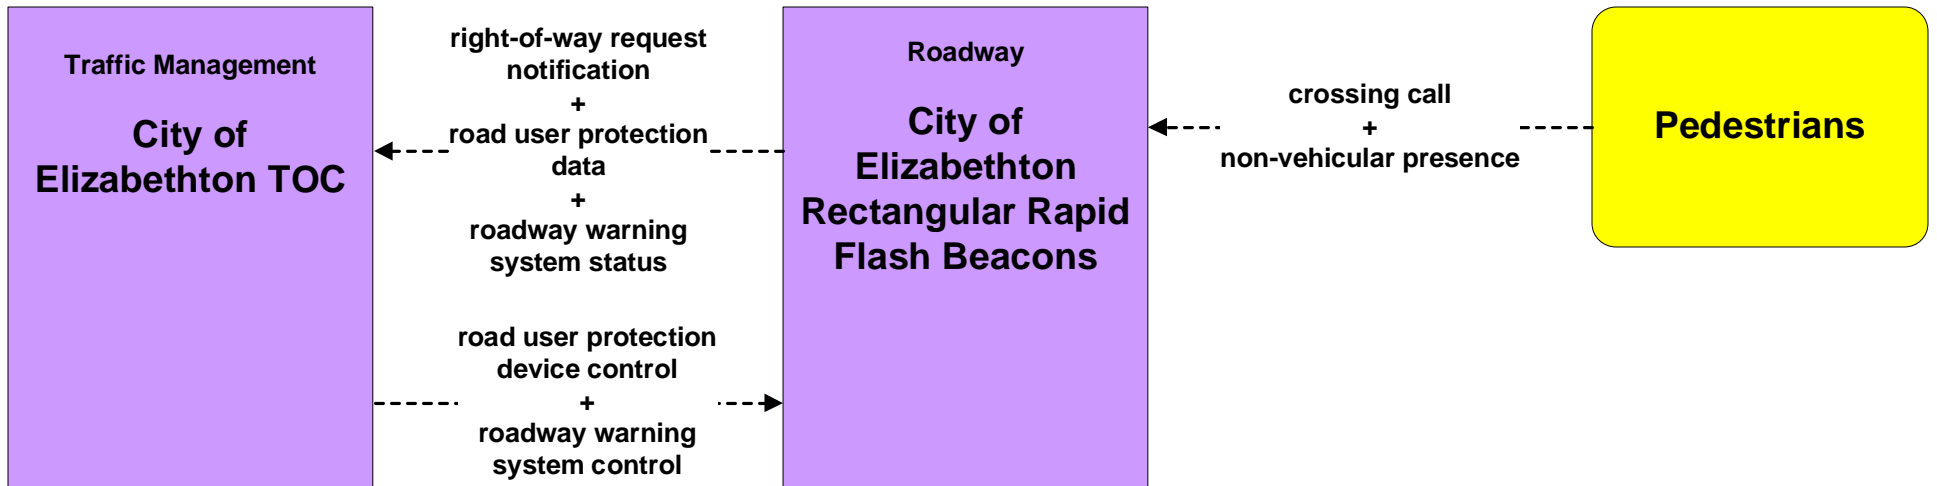 Traffic Management
City of
Elizabethton TOC
right-of-way request
notification
+
road user protection
data
+
roadway warning
system status
road user protection
device control
+
roadway warning
system control
Roadway
City of
Elizabethton
Rectangular Rapid
Flash Beacons
crossing call
+
non-vehicular presence
Pedestrians